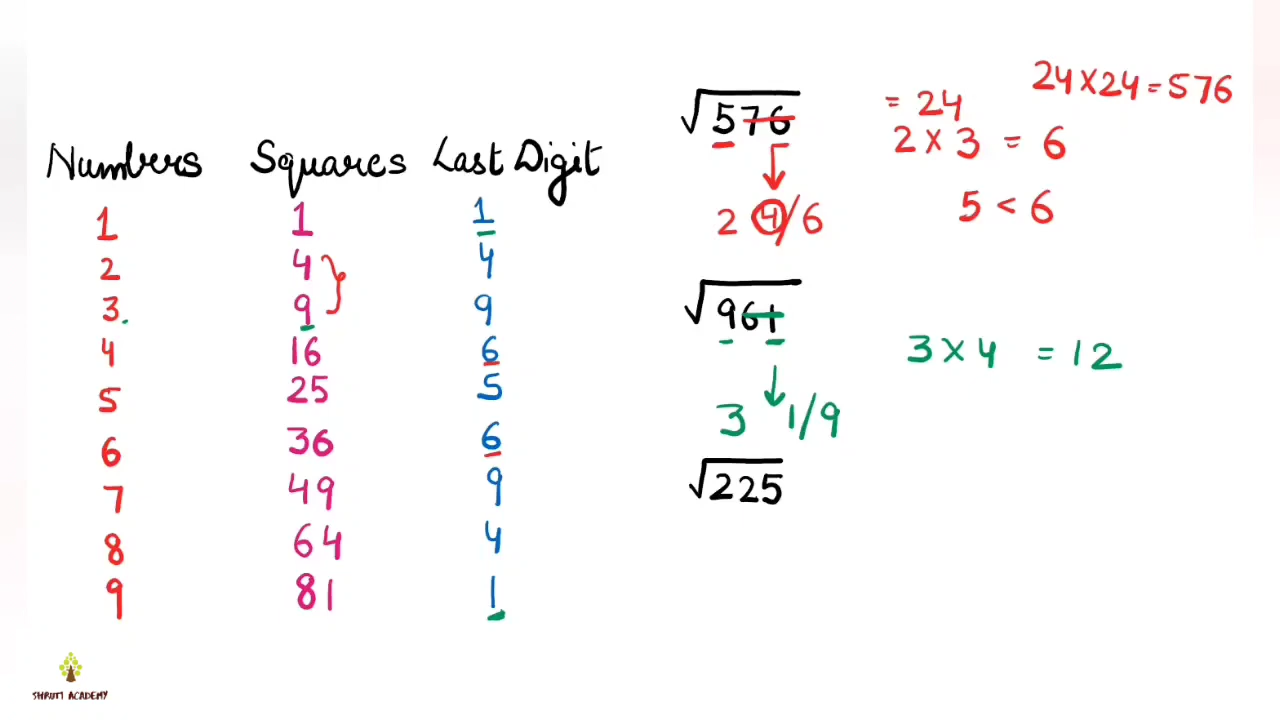 Numbers Squares Last Digit
1 1 1
2 4 4
3 9 9
4 16 6
5 25 5
6 36 6
7 49 9
8 64 4
9 81 1
√576 = 24
24×24=576
2 × 3 = 6
2 4/6
5 < 6
√961
3 × 4 = 12
3 1/9
√225
SHRUTI ACADEMY